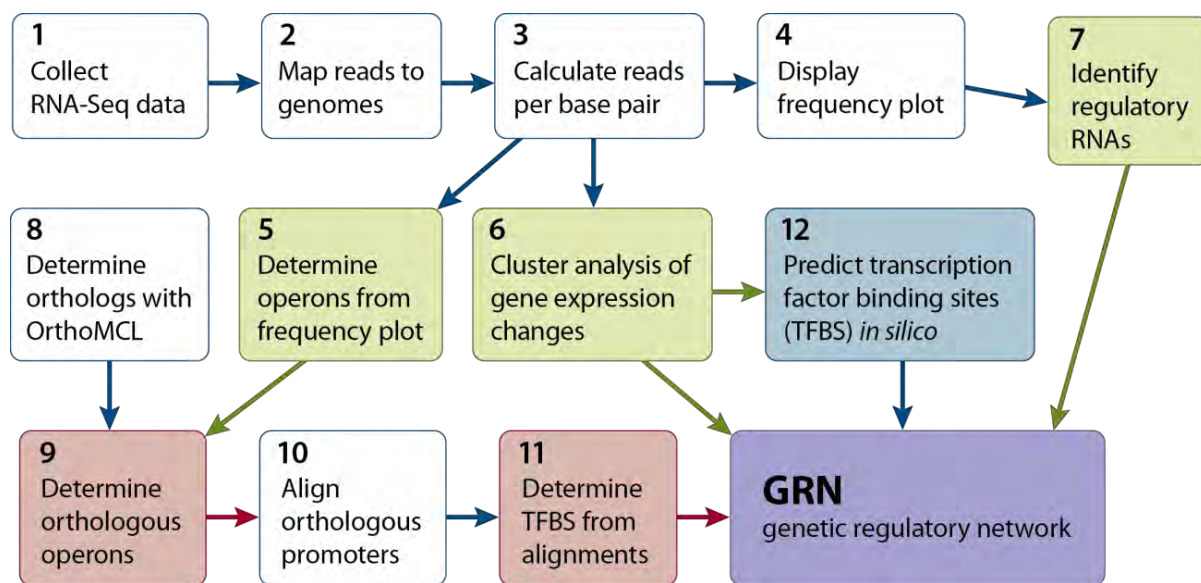 1
Collect
RNA-Seq data
2
Map reads to
genomes
3
Calculate reads
per base pair
4
Display
frequency plot
7
Identify
regulatory
RNAs
8
Determine
orthologs with
OrthoMCL
5
Determine
operons from
frequency plot
6
Cluster analysis of
gene expression
changes
12
Predict transcription
factor binding sites
(TFBS) in silico
9
Determine
orthologous
operons
10
Align
orthologous
promoters
11
Determine
TFBS from
alignments
GRN
genetic regulatory network